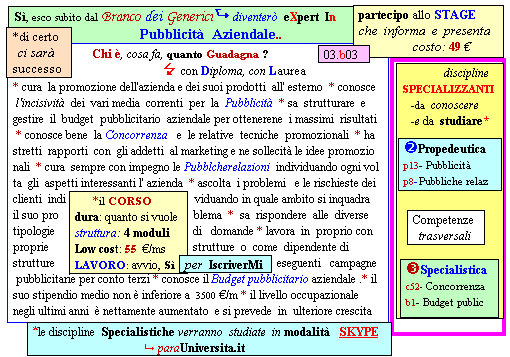 Sì, esco subito dal Branco dei Generici diventerò eXpert In
Pubblicità Aziendale..
partecipo allo STAGE
che informa e presenta
costo: 49 €
*di certo
ci sarà
successo
Chi è, cosa fa, quanto Guadagna ?
con Diploma, con Laurea
03.b03
* cura la promozione dell'azienda e dei suoi prodotti all' esterno * conosce
l'incisività dei vari media correnti per la Pubblicità * sa strutturare e
gestire il budget pubblicitario aziende per ottenerene i massimi risultati
* conosce bene la Concorrenza e le relative tecniche promozionali * ha
stretti rapporti con gli addetti al marketing e ne sollecita le idee promozio
nali * cura sempre con impegno le Pubblcherelazioni individuando ogni vol
ta gli aspetti interessanti l' azienda * ascolta i problemi e le rischieste dei
clienti indi viduando in quale ambito si inquadra
il suo pro blema * sa rispondere alle diverse
tipologie di domande * lavora in proprio con
proprie strutture o come dipendente di
strutture eseguenti campagne
pubblicitarie per conto terzi * conosce il Budget pubblicitario aziendale .* il
suo stipendio medio non è inferiore a 3500 €/m * il livello occupazionale
negli ultimi anni è nettamente aumentato e si prevede in ulteriore crescita
*il CORSO
dura: quanto si vuole
struttura: 4 moduli
Low cost: 55 €/ms
LAVORO: avvio, Sì
per IscriverMi
*le discipline Specialistiche verranno studiate in modalità SKYPE
paraUniversita.it
discipline
SPECIALIZZANTI
-da conoscere
-e da studiare*
2Propedeutica
p13- Pubblicità
p8-Pubbliche relaz
Competenze
trasversali
3Specialistica
c52- Concorrenza
b1- Budget public